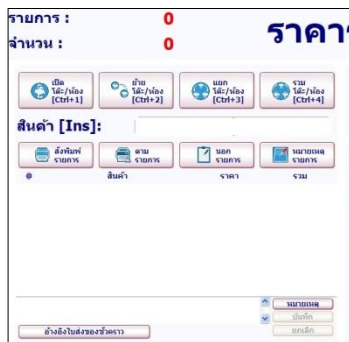 รายการ : 0
ราคา
จำนวน : 0
เปิด โต๊ะ/ห้อง [Ctrl+1]
ย้าย โต๊ะ/ห้อง [Ctrl+2]
แยก โต๊ะ/ห้อง [Ctrl+3]
รวม โต๊ะ/ห้อง [Ctrl+4]
สินค้า [Ins]:
สั่งพิมพ์ รายการ
ตาม รายการ
นอก รายการ
หมายเหตุ รายการ
สินค้า ราคา รวม
หมายเหตุ
บันทึก
อ้างอิงใบส่งของชั่วคราว
ยกเลิก